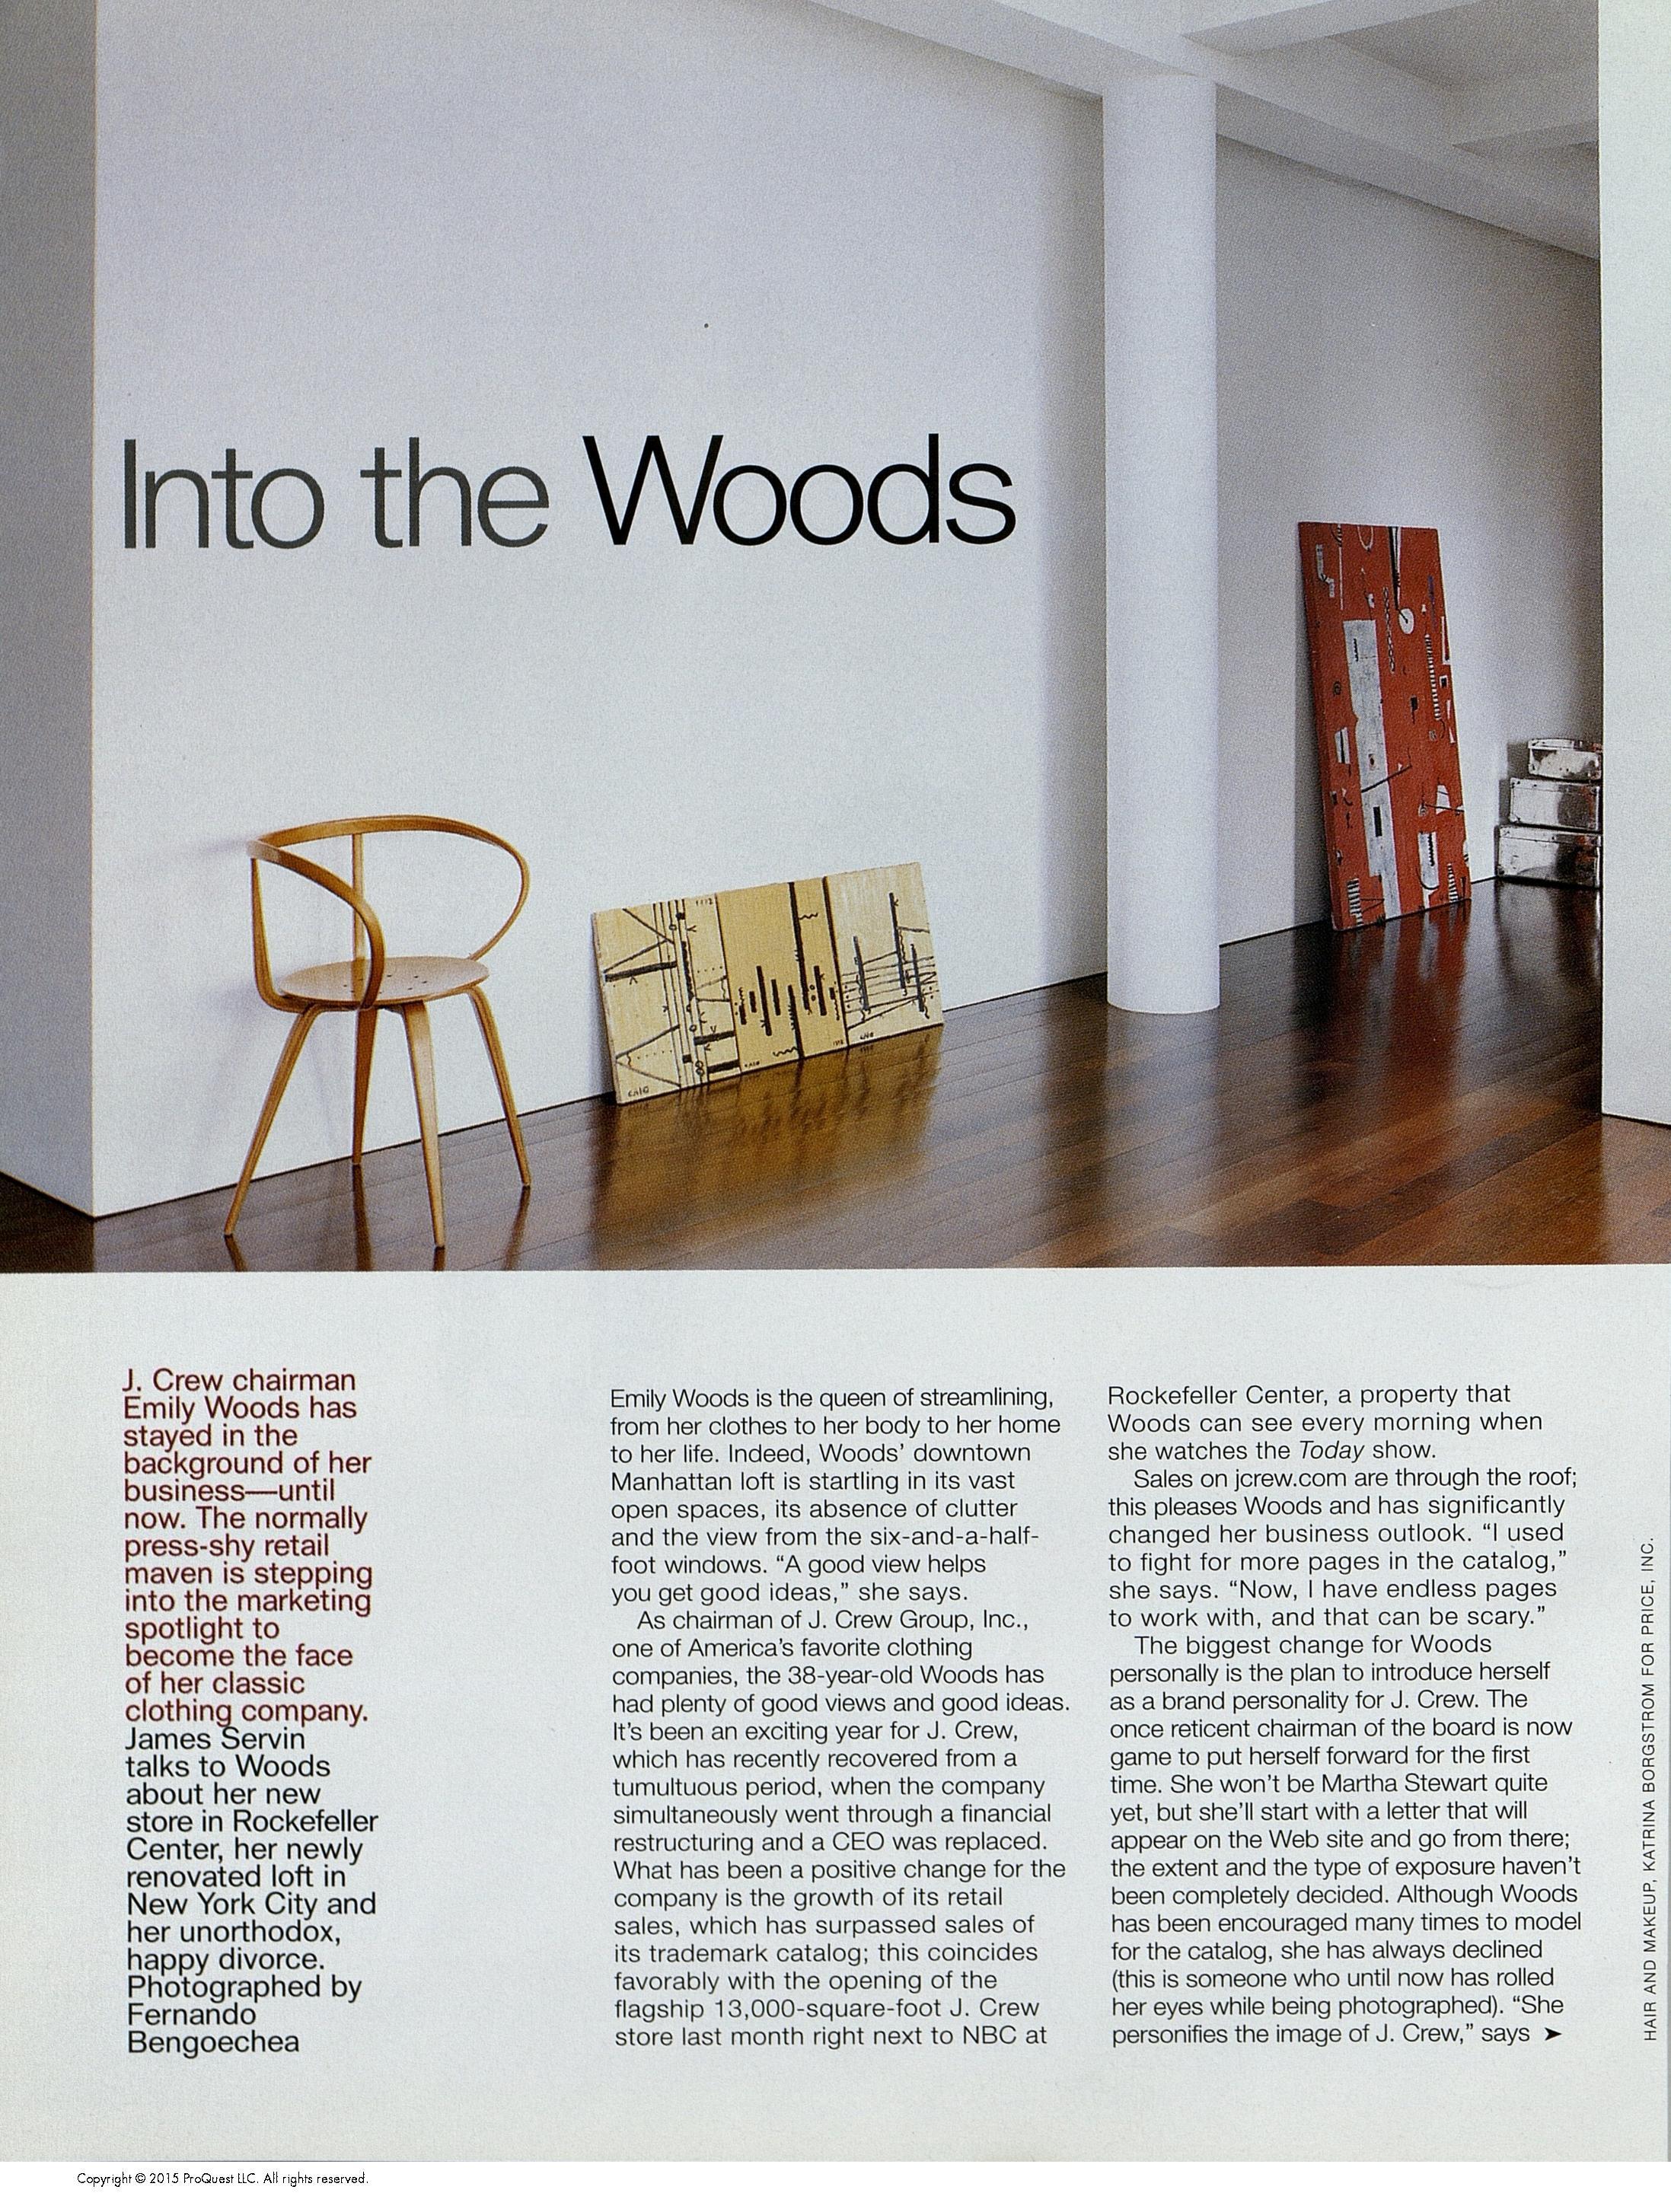 Into the Woods
J. Crew chairman
Emily Woods has
stayed in the
background of her
business—until
now. The normally
press-shy retail
maven is stepping
into the marketing
spotlight to
become the face
of her classic
clothing company.
James Servin
talks to Woods
about her new
store in Rockefeller
Center, her newly
renovated loft in
New York City and
her unorthodox,
happy divorce.
Photographed by
Fernando
Bengoechea
Emily Woods is the queen of streamlining,
from her clothes to her body to her home
to her life. Indeed, Woods’ downtown
Manhattan loft is startling in its vast
open spaces, its absence of clutter
and the view from the six-and-a-half-
foot windows. “A good view helps
you get good ideas,” she says.
As chairman of J. Crew Group, Inc.,
one of America’s favorite clothing
companies, the 38-year-old Woods has
had plenty of good views and good ideas.
It’s been an exciting year for J. Crew,
which has recently recovered from a
tumultuous period, when the company
simultaneously went through a financial
restructuring and a CEO was replaced.
What has been a positive change for the
company is the growth of its retail
sales, which has surpassed sales of
its trademark catalog; this coincides
favorably with the opening of the
flagship 13,000-square-foot J. Crew
store last month right next to NBC at
Rockefeller Center, a property that
Woods can see every morning when
she watches the Today show.
Sales on jcrew.com are through the roof;
this pleases Woods and has significantly
changed her business outlook. “I used
to fight for more pages in the catalog,”
she says. “Now, I have endless pages
to work with, and that can be scary.”
The biggest change for Woods
personally is the plan to introduce herself
as a brand personality for J. Crew. The
once reticent chairman of the board is now
game to put herself forward for the first
time. She won’t be Martha Stewart quite
yet, but she’ll start with a letter that will
appear on the Web site and go from there;
the extent and the type of exposure haven’t
been completely decided. Although Woods
has been encouraged many times to model
for the catalog, she has always declined
(this is someone who until now has rolled
her eyes while being photographed). “She
personifies the image of J. Crew,” says ➤
HAIR AND MAKEUP, KATRINA BORGSTROM FOR PRICE, INC.
Copyright © 2015 ProQuest LLC. All rights reserved.